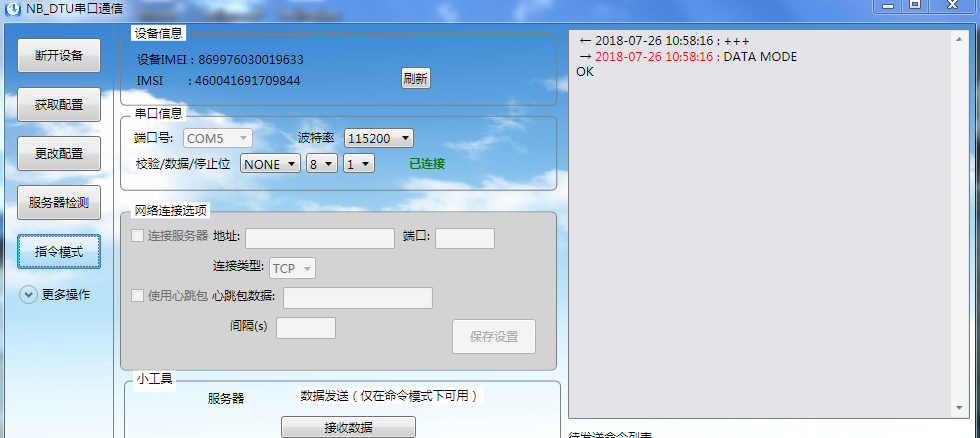 NB_DTU串口通信
断开设备
获取配置
更改配置
服务器检测
指令模式
更多操作
设备信息
设备IMEI : 869976030019633
IMSI : 460041691709844
刷新
串口信息
端口号: COM5 波特率 115200
校验/数据/停止位 NONE 8 1 已连接
网络连接选项
连接服务器 地址: 端口:
连接类型: TCP
使用心跳包 心跳包数据:
间隔(s)
保存设置
小工具
服务器 数据发送（仅在命令模式下可用）
接收数据
← 2018-07-26 10:58:16 : +++
→ 2018-07-26 10:58:16 : DATA MODE
OK
待发送命令列表